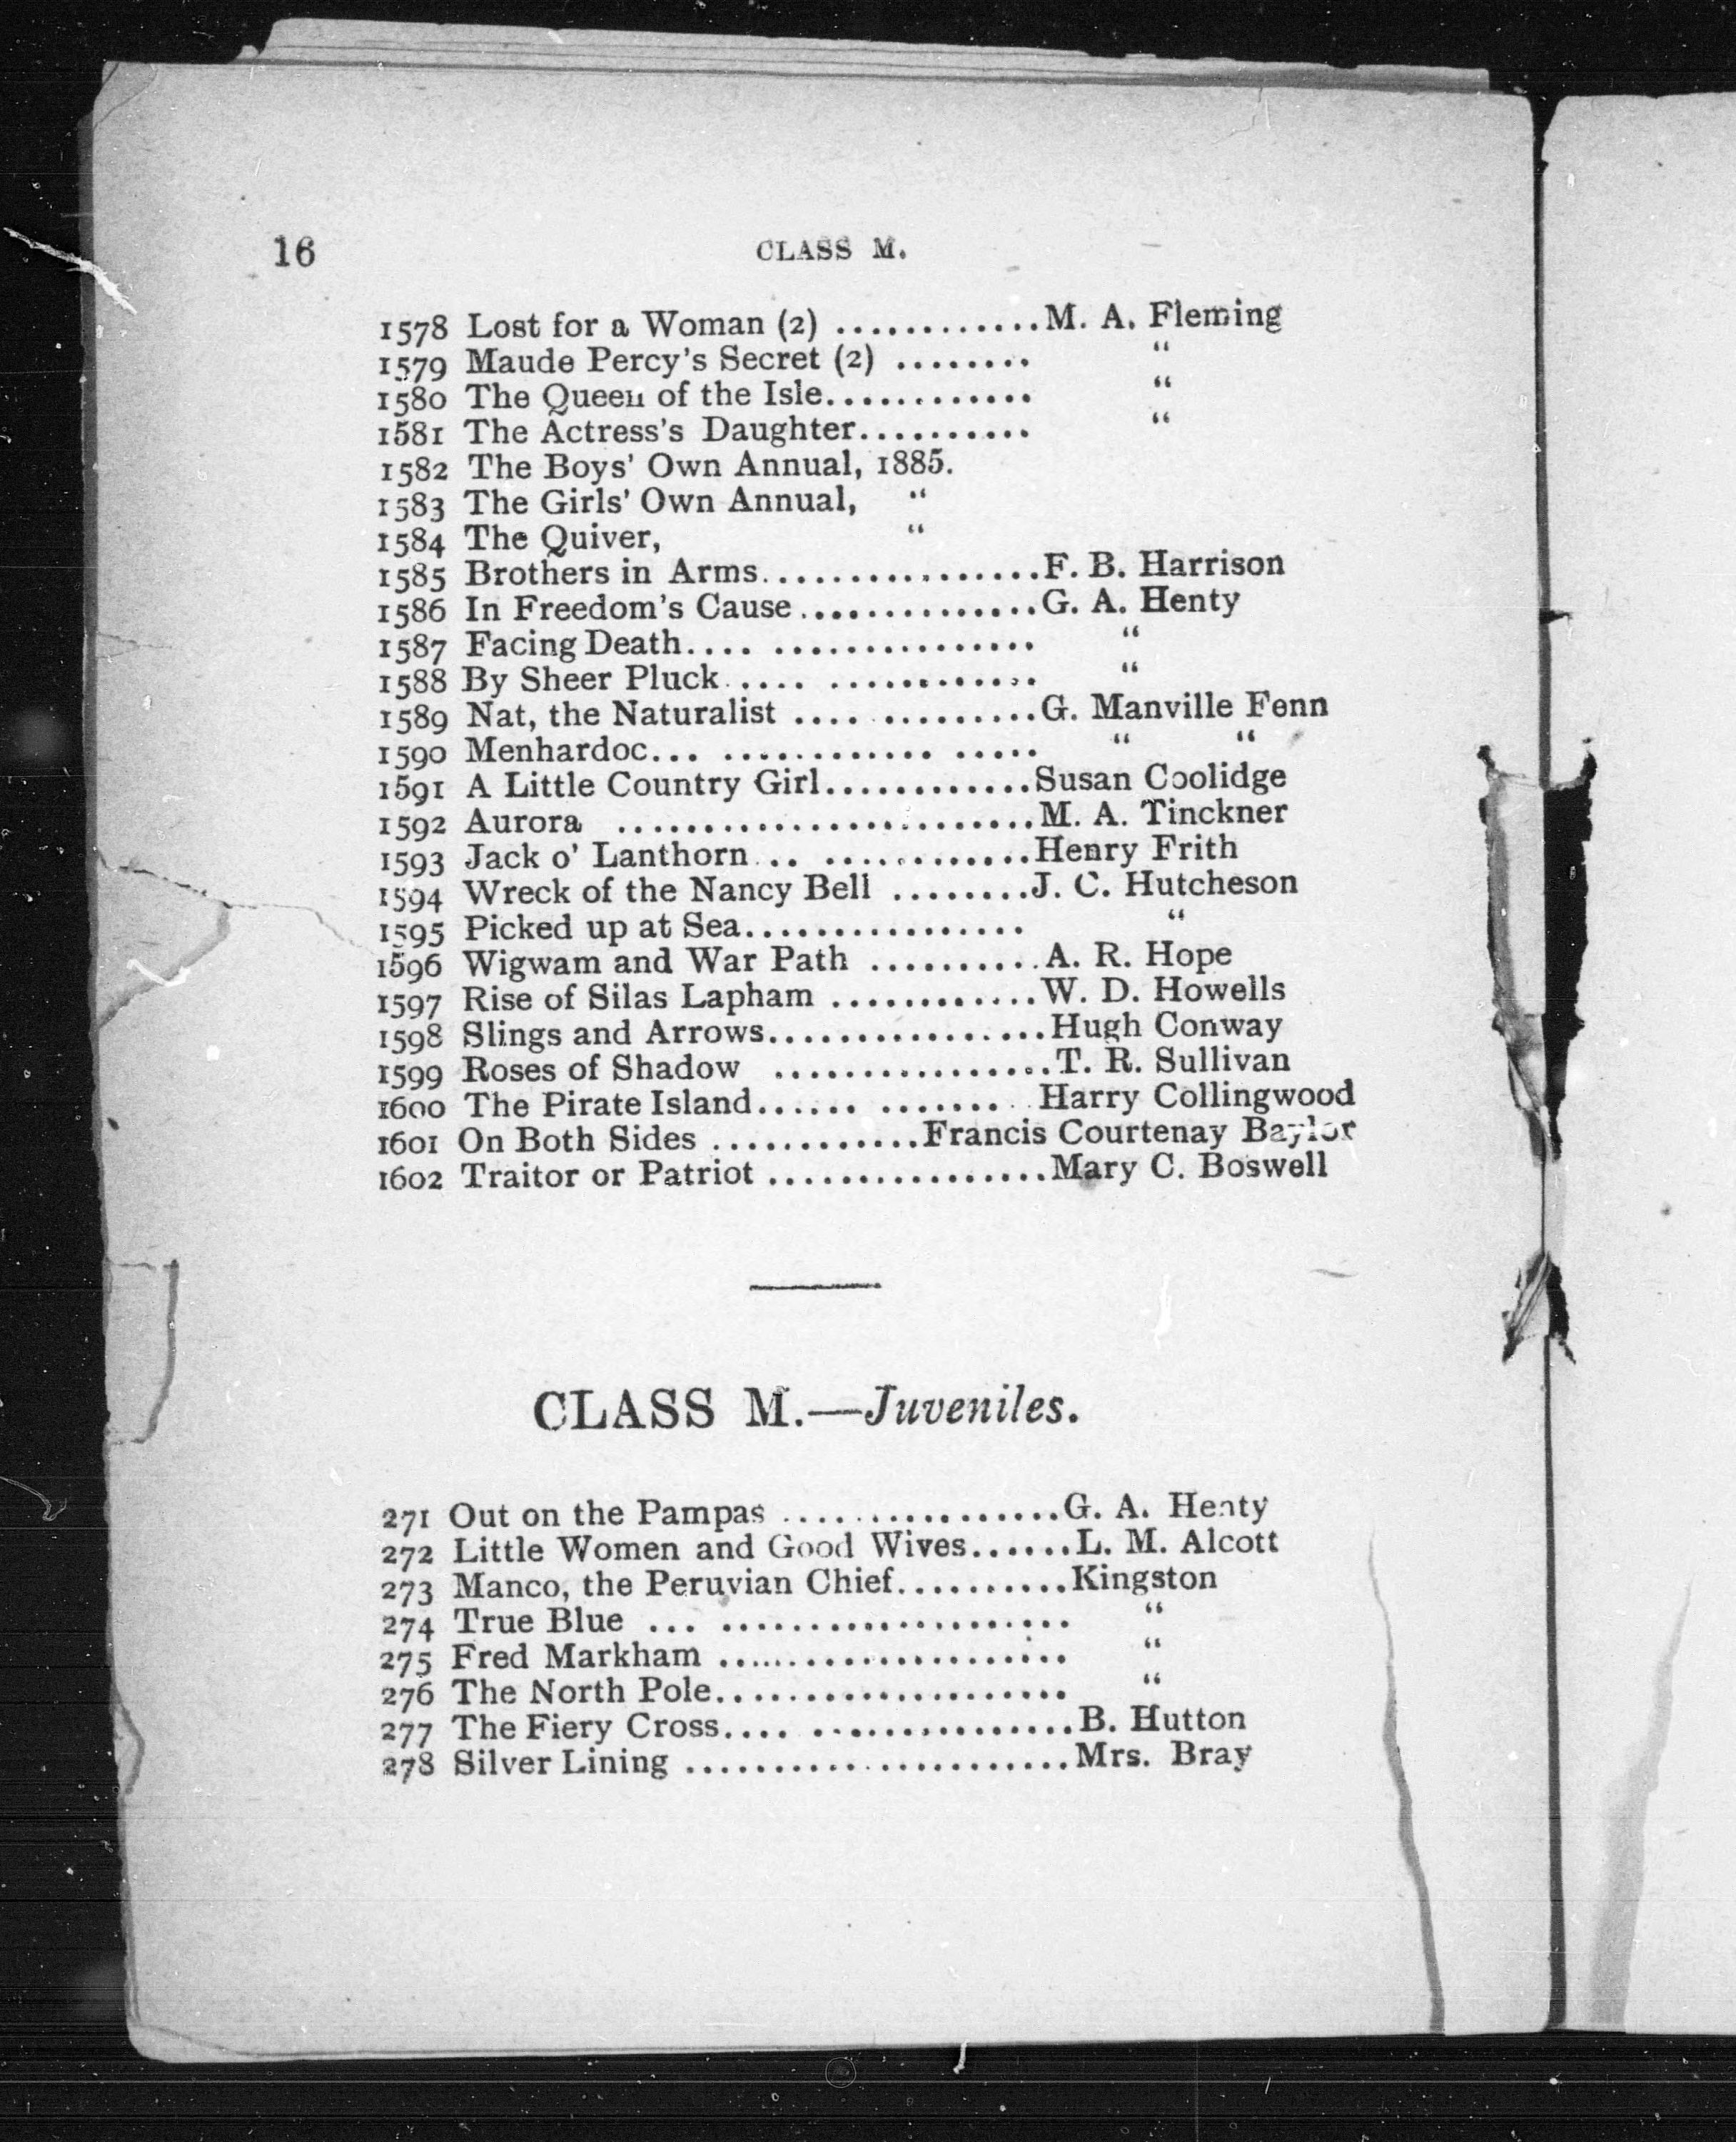 16 CLASS M.
1578 Lost for a Woman (2) ............M. A. Fleming
1579 Maude Percy's Secret (2) ........ “
1580 The Queen of the Isle............ “
1581 The Actress's Daughter.......... “
1582 The Boys' Own Annual, 1885.
1583 The Girls' Own Annual, “
1584 The Quiver, “
1585 Brothers in Arms................F. B. Harrison
1586 In Freedom's Cause..............G. A. Henty
1587 Facing Death.... ............... “
1588 By Sheer Pluck..... ............ “
1589 Nat, the Naturalist .... ..........G. Manville Fenn
1590 Menhardoc... ............ ..... “ “
1591 A Little Country Girl............Susan Coolidge
1592 Aurora ........................M. A. Tinckner
1593 Jack o' Lanthorn... ............Henry Frith
1594 Wreck of the Nancy Bell ........J. C. Hutcheson
1595 Picked up at Sea................ “
1596 Wigwam and War Path ..........A. R. Hope
1597 Rise of Silas Lapham ............W. D. Howells
1598 Slings and Arrows................Hugh Conway
1599 Roses of Shadow ................T. R. Sullivan
1600 The Pirate Island...... ....... ..Harry Collingwood
1601 On Both Sides ............Francis Courtenay Baylor
1602 Traitor or Patriot ................Mary C. Boswell
CLASS M.—Juveniles.
271 Out on the Pampas ................G. A. Henty
272 Little Women and Good Wives......L. M. Alcott
273 Manco, the Peruvian Chief..........Kingston
274 True Blue ... .................... “
275 Fred Markham .................... “
276 The North Pole.................... “
277 The Fiery Cross.... ...............B. Hutton
278 Silver Lining ......................Mrs. Bray